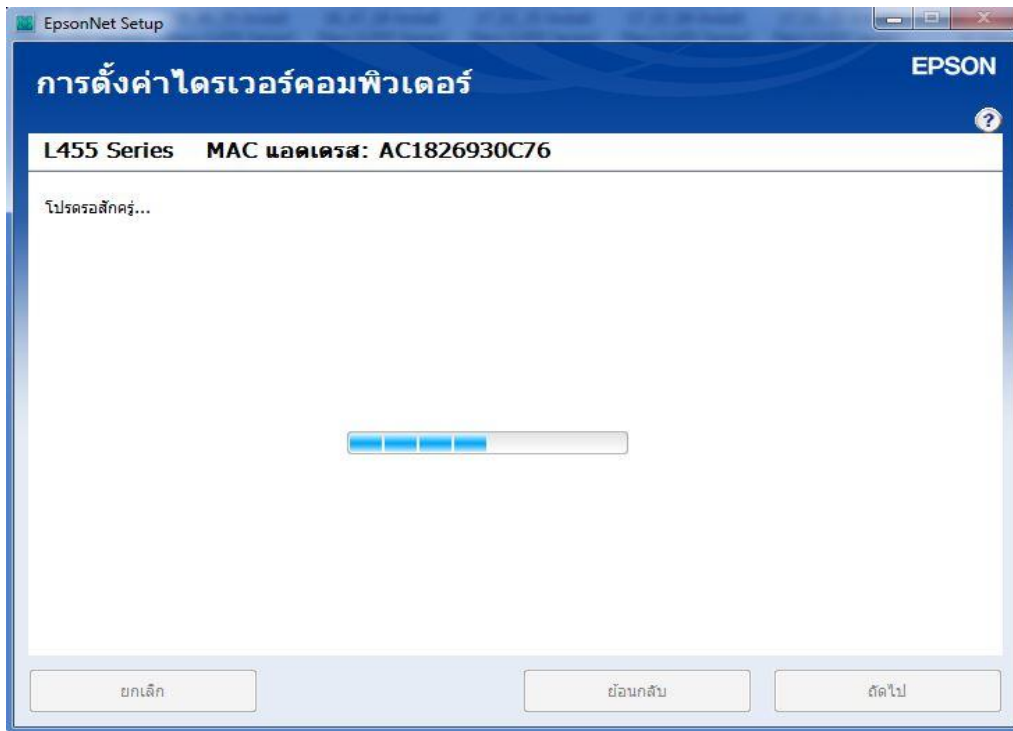 EpsonNet Setup
การตั้งค่าไดรเวอร์คอมพิวเตอร์
EPSON
?
L455 Series MAC แอดเดรส: AC1826930C76
โปรดรอสักครู่...
ยกเลิก ย้อนกลับ ถัดไป